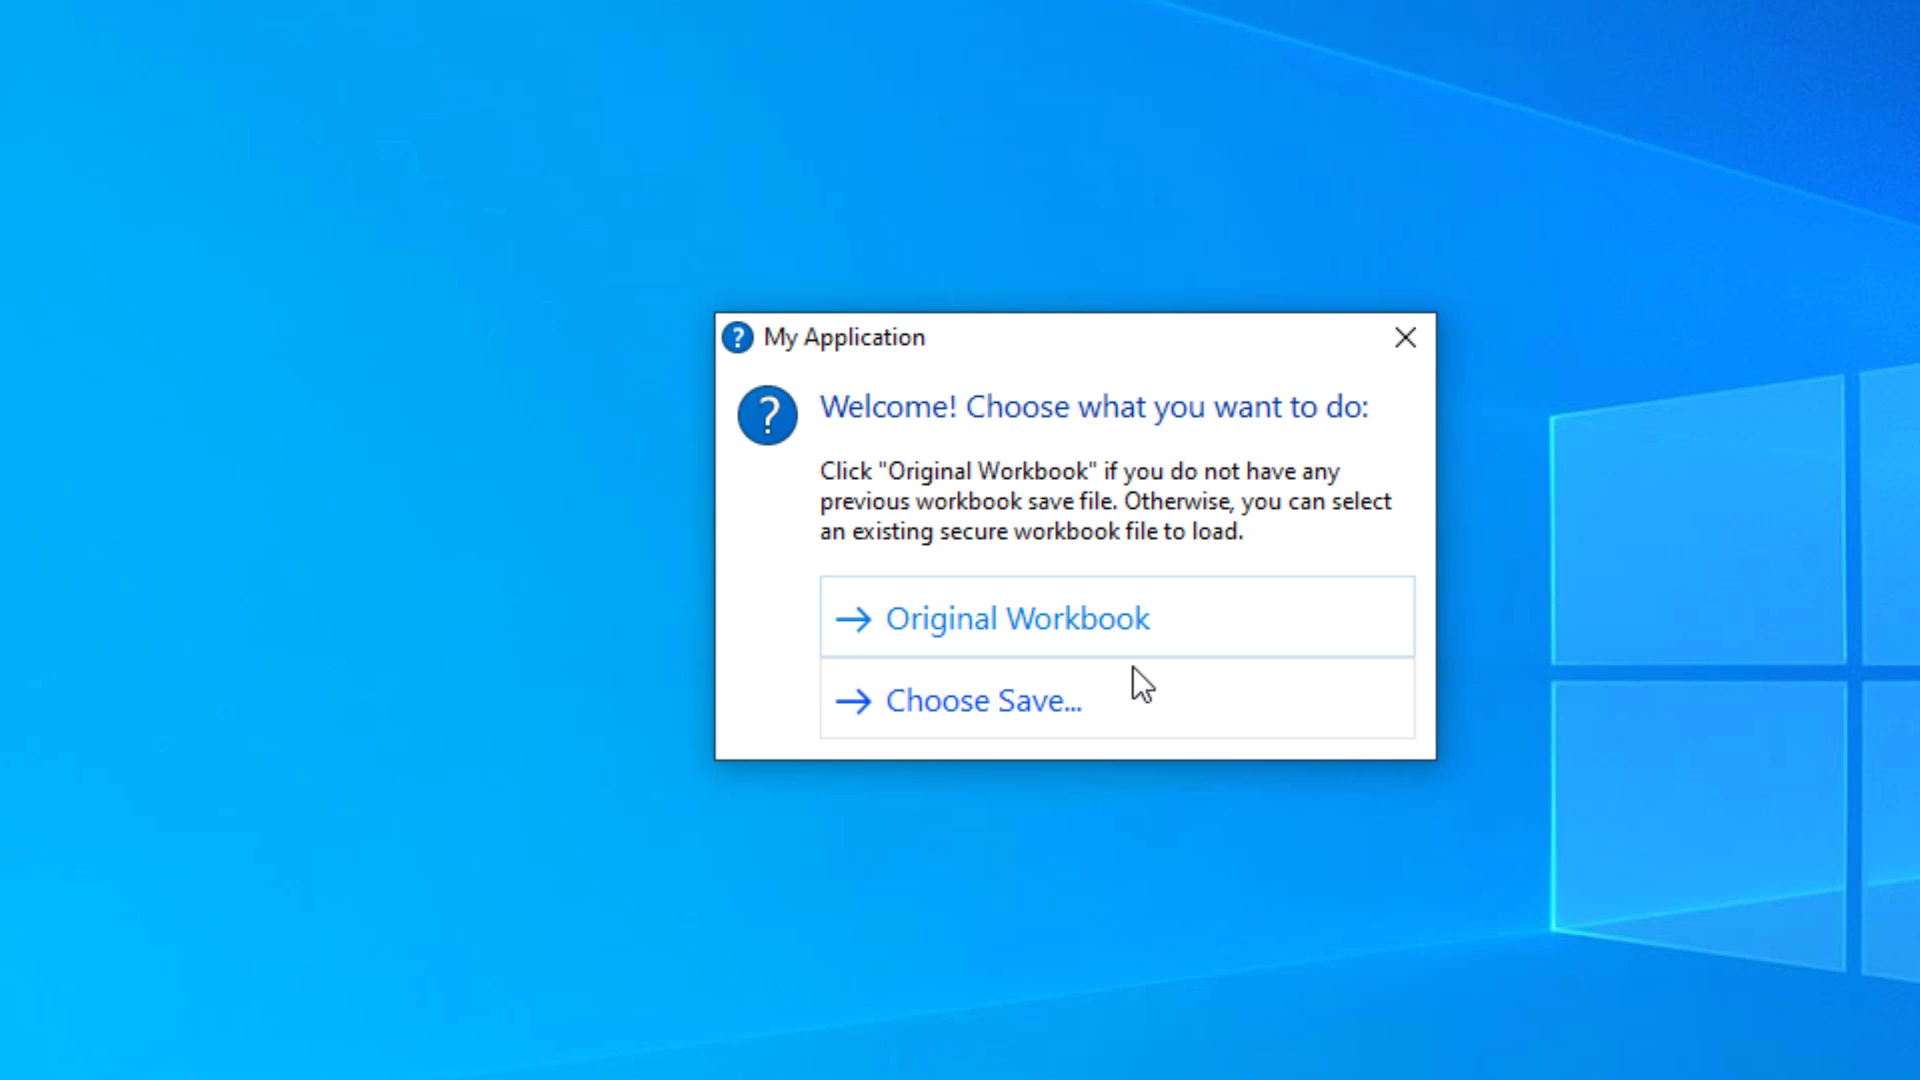 My Application
Welcome! Choose what you want to do:
Click "Original Workbook" if you do not have any
previous workbook save file. Otherwise, you can select
an existing secure workbook file to load.
Original Workbook
Choose Save...